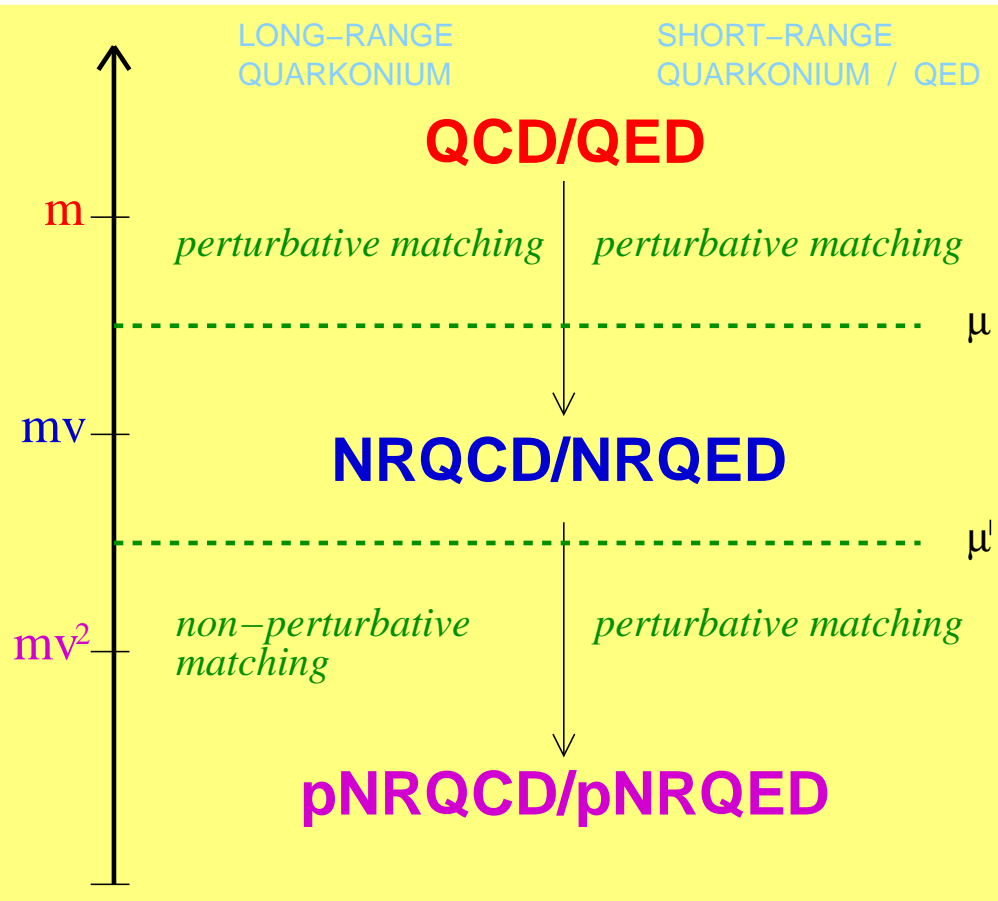 LONG–RANGE
QUARKONIUM
SHORT–RANGE
QUARKONIUM / QED
QCD/QED
m
perturbative matching
perturbative matching
μ
mv
NRQCD/NRQED
μ'
mv²
non–perturbative
matching
perturbative matching
pNRQCD/pNRQED